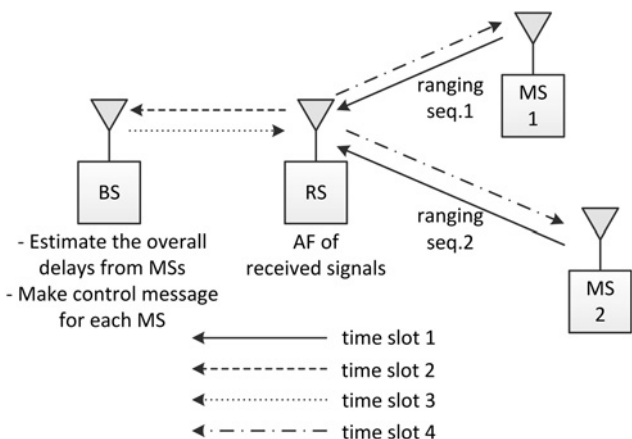 ranging
seq.1
MS
1
BS
RS
ranging
seq.2
MS
2
- Estimate the overall
delays from MSs
- Make control message
for each MS
AF of
received signals
time slot 1
time slot 2
time slot 3
time slot 4